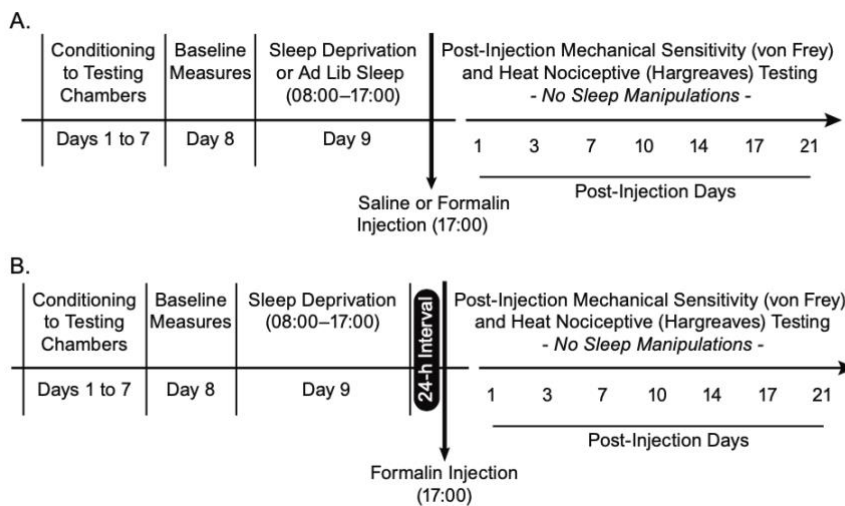 A.
Conditioning
to Testing
Chambers
Baseline
Measures
Sleep Deprivation
or Ad Lib Sleep
(08:00–17:00)
Post-Injection Mechanical Sensitivity (von Frey)
and Heat Nociceptive (Hargreaves) Testing
- No Sleep Manipulations -
Days 1 to 7
Day 8
Day 9
1 3 7 10 14 17 21
Post-Injection Days
Saline or Formalin
Injection (17:00)
B.
Conditioning
to Testing
Chambers
Baseline
Measures
Sleep Deprivation
(08:00–17:00)
24-h Interval
Post-Injection Mechanical Sensitivity (von Frey)
and Heat Nociceptive (Hargreaves) Testing
- No Sleep Manipulations -
Days 1 to 7
Day 8
Day 9
1 3 7 10 14 17 21
Post-Injection Days
Formalin Injection
(17:00)